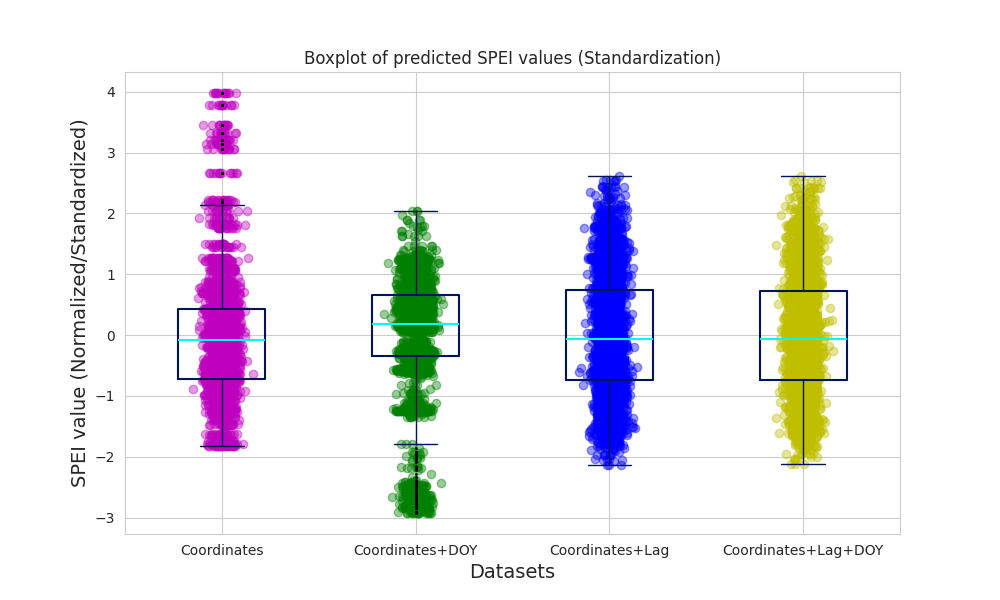 Boxplot of predicted SPEI values (Standardization)
SPEI value (Normalized/Standardized)
4
3
2
1
0
−1
−2
−3
Coordinates
Coordinates+DOY
Coordinates+Lag
Coordinates+Lag+DOY
Datasets